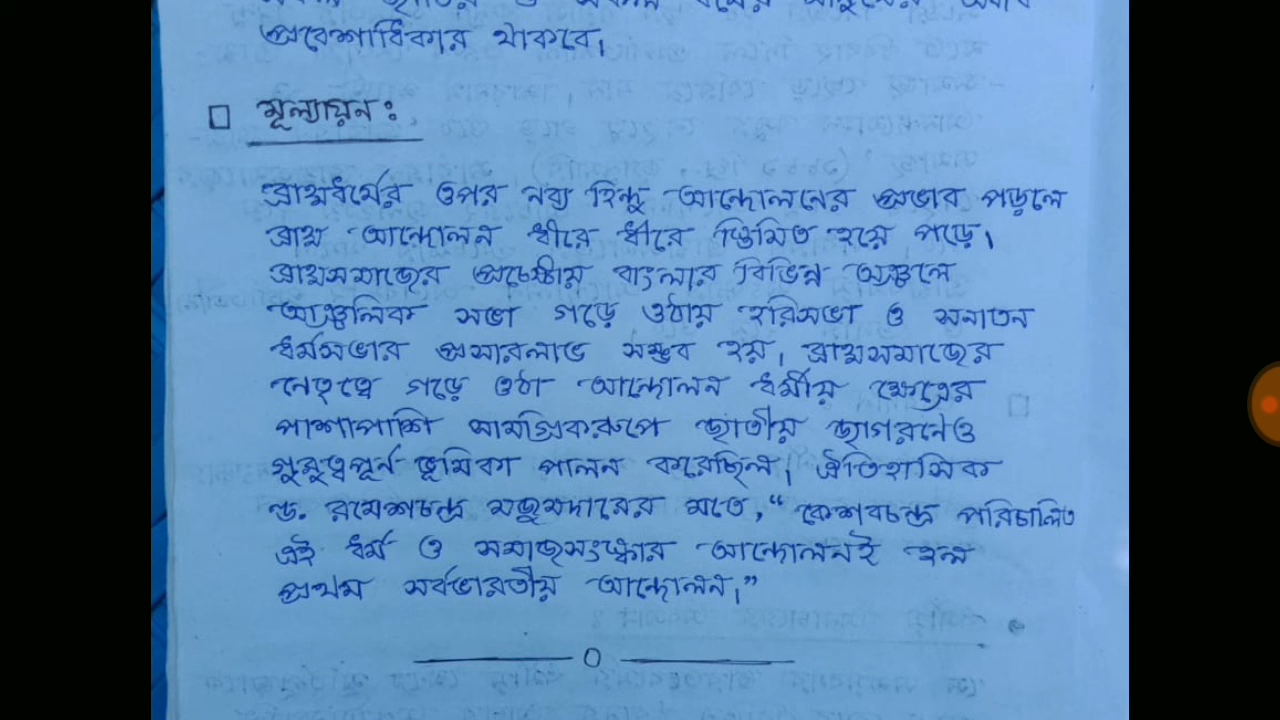 প্রবেশাধিকার থাকবে।
মূল্যায়ন:
ব্রাহ্মধর্মের ওপর নব্য হিন্দু আন্দোলনের প্রভাব পড়লে
ব্রাহ্ম আন্দোলন ধীরে ধীরে স্তিমিত হয়ে পড়ে।
ব্রাহ্মসমাজের প্রচেষ্টায় বাংলার বিভিন্ন অঞ্চলে
আঞ্চলিক সভা গড়ে ওঠায় হরিসভা ও সনাতন
ধর্মসভার প্রসারলাভ সম্ভব হয়। ব্রাহ্মসমাজের
নেতৃত্বে গড়ে ওঠা আন্দোলন ধর্মীয় ক্ষেত্রের
পাশাপাশি সামগ্রিকরূপে জাতীয় জাগরনেও
গুরুত্বপূর্ন ভূমিকা পালন করেছিল। ঐতিহাসিক
ড. রমেশচন্দ্র মজুমদারের মতে, “কেশবচন্দ্র পরিচালিত
এই ধর্ম ও সমাজসংস্কার আন্দোলনই হল
প্রথম সর্বভারতীয় আন্দোলন।”